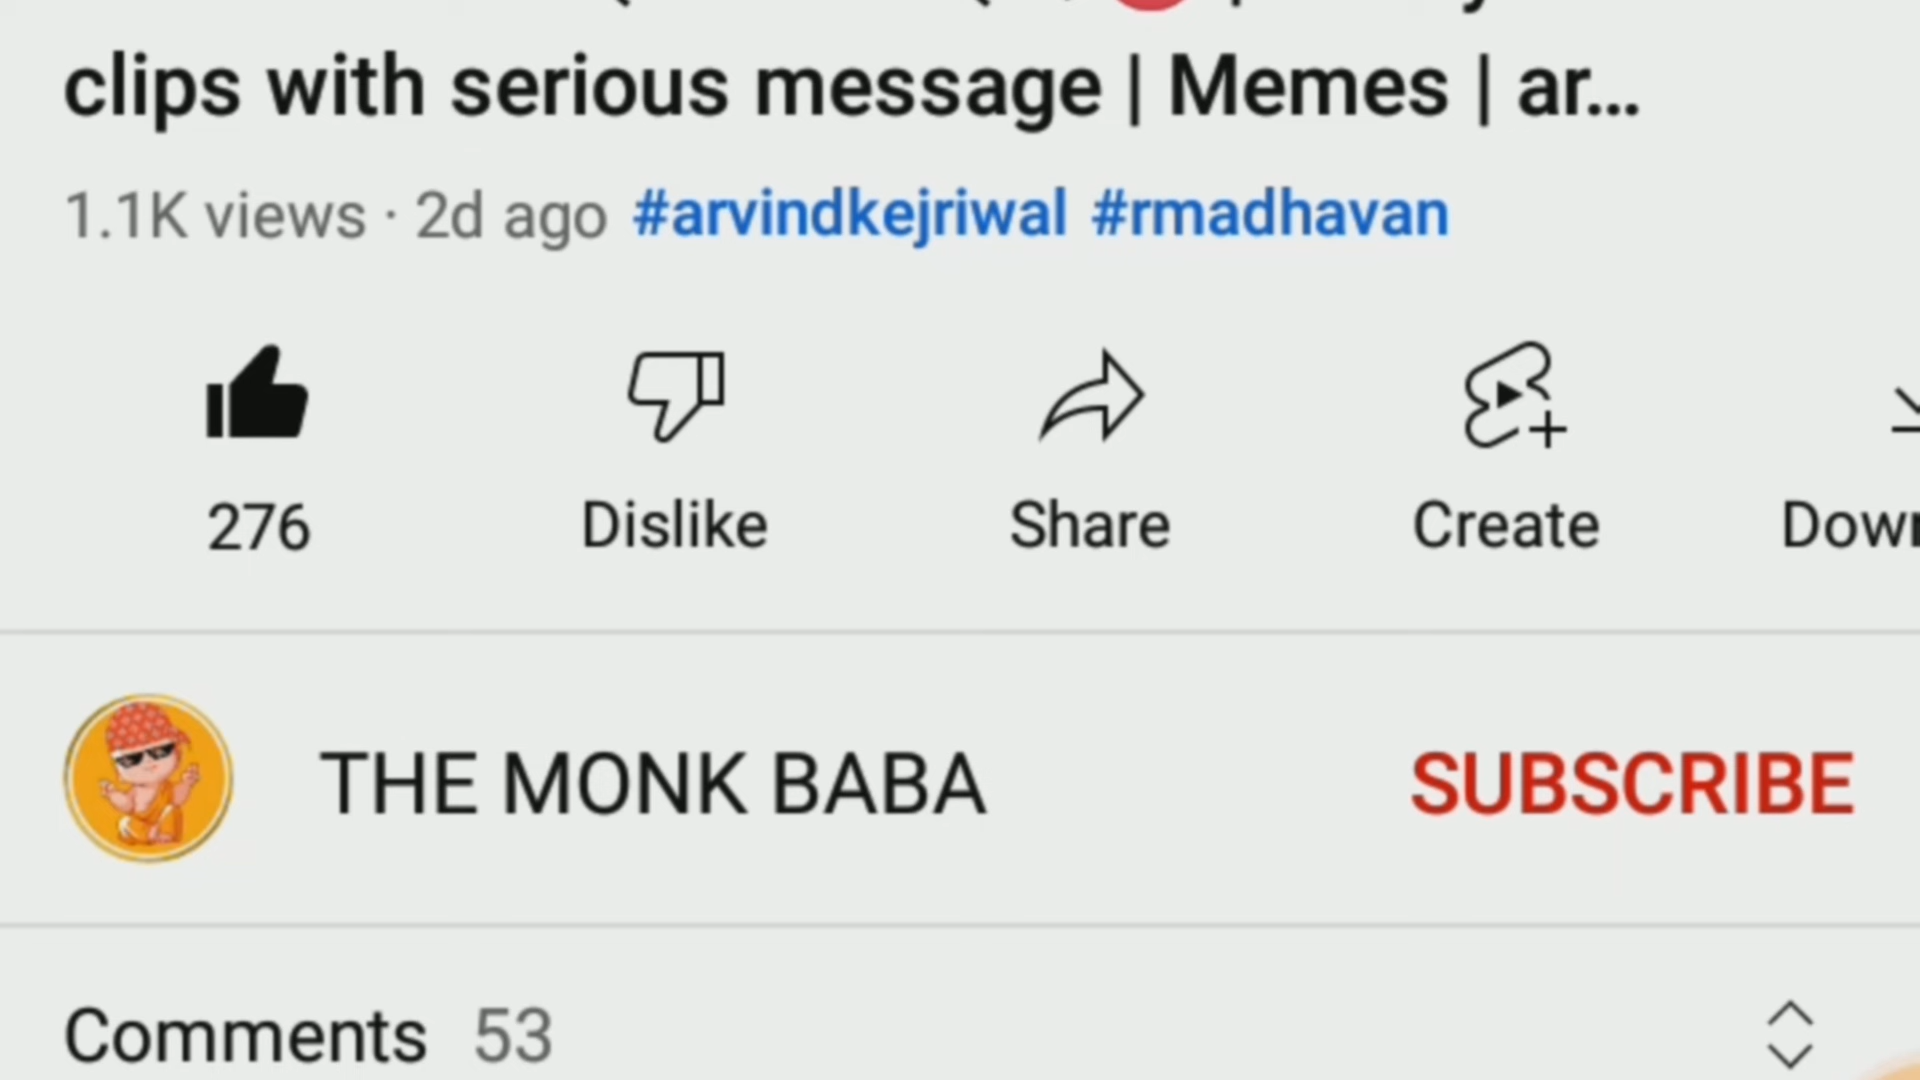 clips with serious message | Memes | ar...
1.1K views · 2d ago #arvindkejriwal #rmadhavan
276 Dislike Share Create
THE MONK BABA SUBSCRIBE
Comments 53